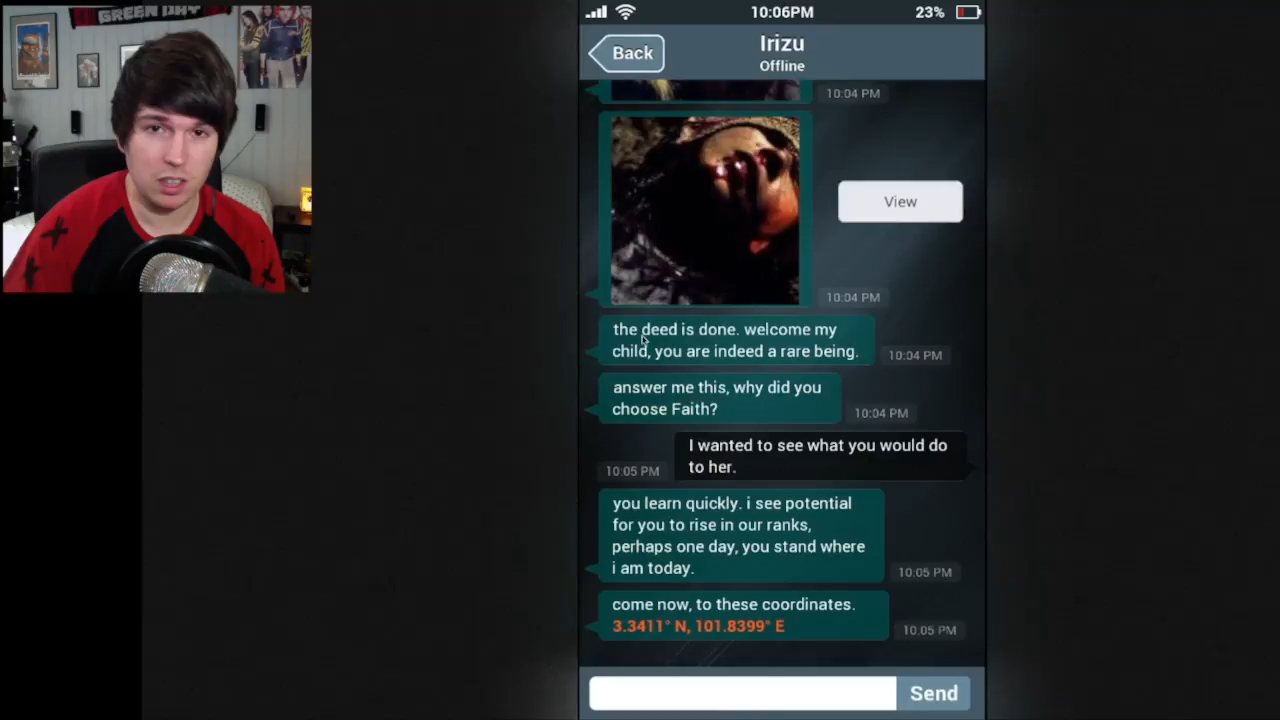 GREEN DAY
10:06PM
23%
Back
Irizu
Offline
10:04 PM
View
10:04 PM
the deed is done. welcome my
child, you are indeed a rare being.
10:04 PM
answer me this, why did you
choose Faith?
10:04 PM
I wanted to see what you would do
to her.
10:05 PM
you learn quickly. i see potential
for you to rise in our ranks,
perhaps one day, you stand where
i am today.
10:05 PM
come now, to these coordinates.
3.3411° N, 101.8399° E
10:05 PM
Send